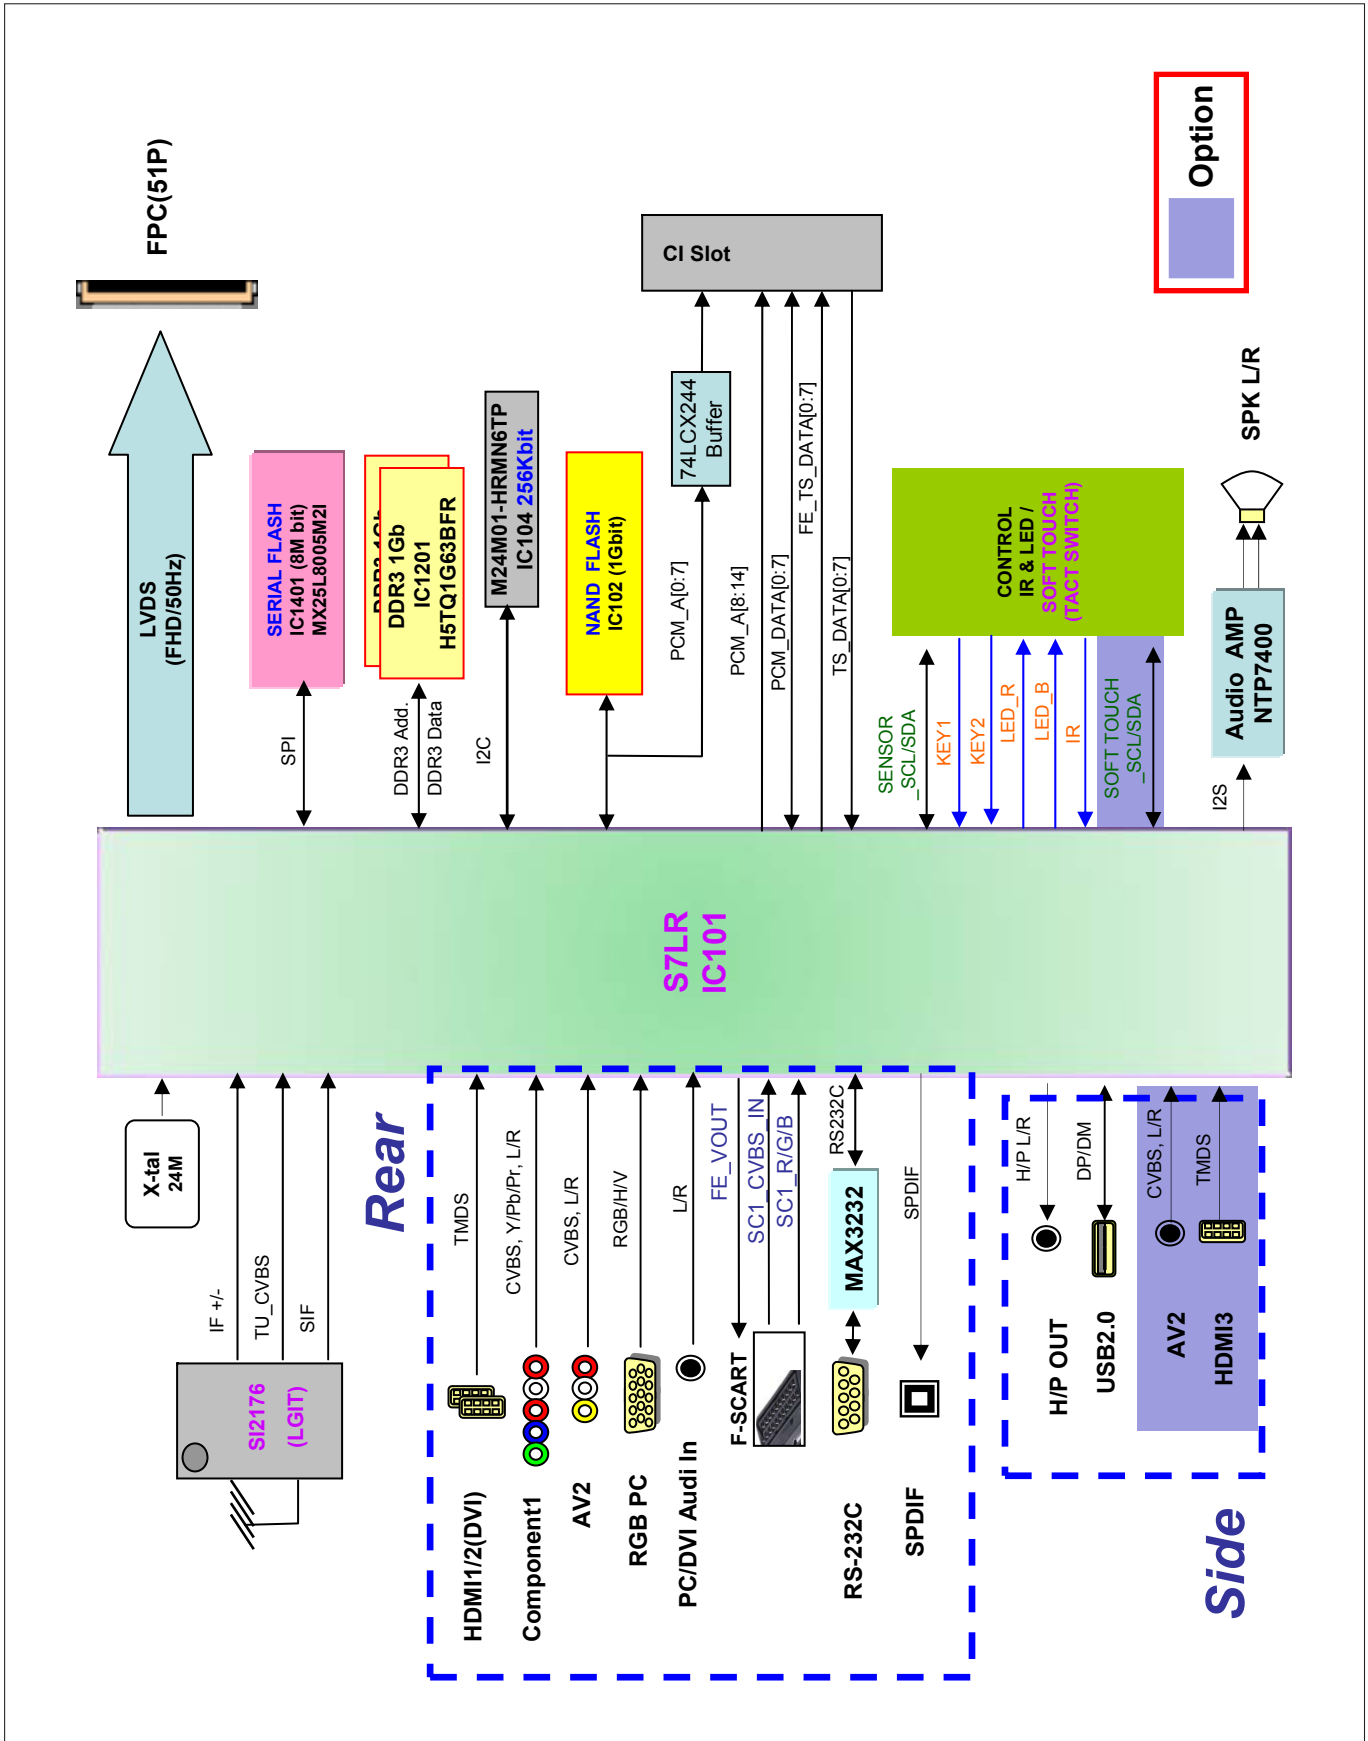 X-tal
24M
SI2176
(LGIT)
IF +/-
TU_CVBS
SIF
Rear
HDMI1/2(DVI)
TMDS
Component1
CVBS, Y/Pb/Pr, L/R
AV2
CVBS, L/R
RGB PC
RGB/H/V
PC/DVI Audi In
L/R
F-SCART
FE_VOUT
SC1_CVBS_IN
SC1_R/G/B
RS-232C
MAX3232
RS232C
SPDIF
SPDIF
Side
H/P OUT
H/P L/R
USB2.0
DP/DM
AV2
CVBS, L/R
HDMI3
TMDS
S7LR
IC101
LVDS
(FHD/50Hz)
FPC(51P)
SPI
SERIAL FLASH
IC1401 (8M bit)
MX25L8005M2I
DDR3 Add.
DDR3 Data
DDR3 1Gb
DDR3 1Gb
IC1201
H5TQ1G63BFR
I2C
M24M01-HRMN6TP
IC104 256Kbit
NAND FLASH
IC102 (1Gbit)
PCM_A[0:7]
74LCX244
Buffer
CI Slot
PCM_A[8:14]
PCM_DATA[0:7]
FE_TS_DATA[0:7]
TS_DATA[0:7]
SENSOR
_SCL/SDA
KEY1
KEY2
LED_R
LED_B
IR
SOFT TOUCH
_SCL/SDA
CONTROL
IR & LED /
SOFT TOUCH
(TACT SWITCH)
I2S
Audio AMP
NTP7400
SPK L/R
Option